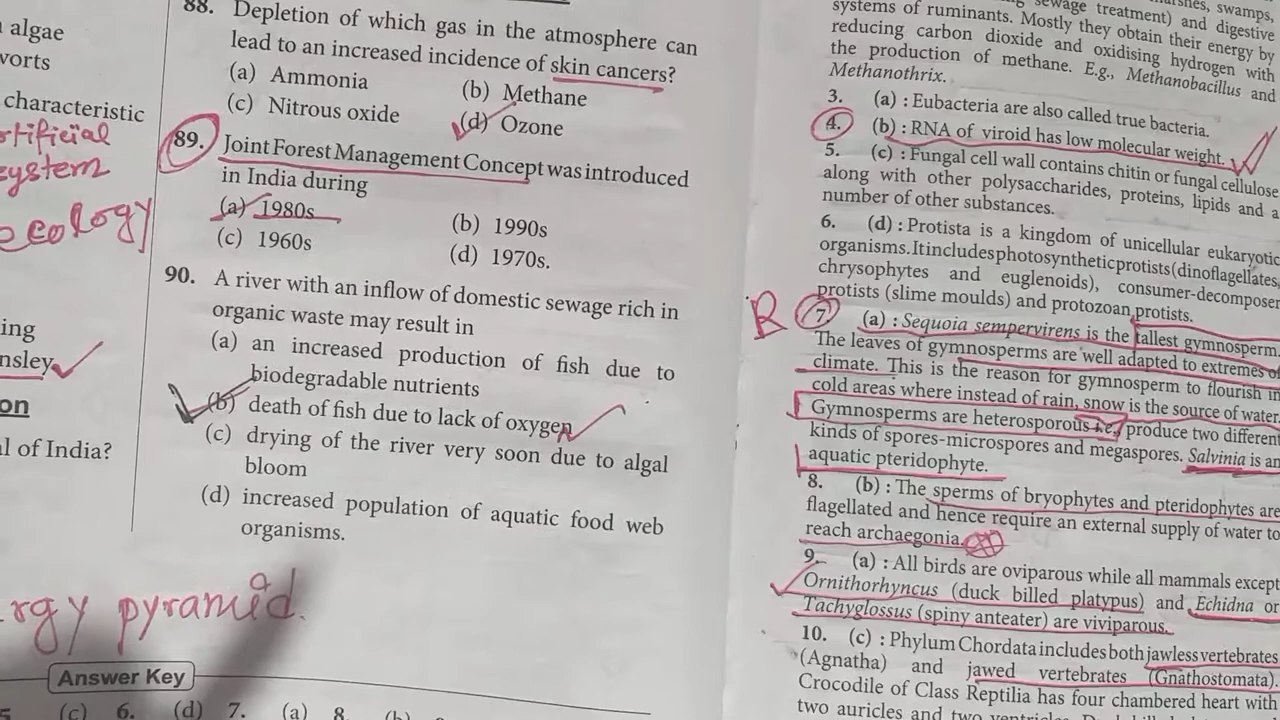 algae
vorts
characteristic
rtificial
system
ecology
ing
nsley
on
l of India?
rgy pyramid.
88. Depletion of which gas in the atmosphere can
lead to an increased incidence of skin cancers?
(a) Ammonia (b) Methane
(c) Nitrous oxide (d) Ozone
89. Joint Forest Management Concept was introduced
in India during
(a) 1980s (b) 1990s
(c) 1960s (d) 1970s.
90. A river with an inflow of domestic sewage rich in
organic waste may result in
(a) an increased production of fish due to
biodegradable nutrients
(b) death of fish due to lack of oxygen
(c) drying of the river very soon due to algal
bloom
(d) increased population of aquatic food web
organisms.
Answer Key
(c) 6. (d) 7. (a) 8. (b)
sewage treatment) and digestive
systems of ruminants. Mostly they obtain their energy by
reducing carbon dioxide and oxidising hydrogen with
the production of methane. E.g., Methanobacillus and
Methanothrix.
3. (a) : Eubacteria are also called true bacteria.
4. (b) : RNA of viroid has low molecular weight.
5. (c) : Fungal cell wall contains chitin or fungal cellulose
along with other polysaccharides, proteins, lipids and a
number of other substances.
6. (d) : Protista is a kingdom of unicellular eukaryotic
organisms. It includes photosynthetic protists (dinoflagellates,
chrysophytes and euglenoids), consumer-decomposer
protists (slime moulds) and protozoan protists.
R 7. (a) : Sequoia sempervirens is the tallest gymnosperm.
The leaves of gymnosperms are well adapted to extremes of
climate. This is the reason for gymnosperm to flourish in
cold areas where instead of rain, snow is the source of water.
Gymnosperms are heterosporous i.e., produce two different
kinds of spores-microspores and megaspores. Salvinia is an
aquatic pteridophyte.
8. (b) : The sperms of bryophytes and pteridophytes are
flagellated and hence require an external supply of water to
reach archaegonia.
9. (a) : All birds are oviparous while all mammals except
Ornithorhyncus (duck billed platypus) and Echidna or
Tachyglossus (spiny anteater) are viviparous.
10. (c) : Phylum Chordata includes both jawless vertebrates
(Agnatha) and jawed vertebrates (Gnathostomata).
Crocodile of Class Reptilia has four chambered heart with
two auricles and two ventricles.